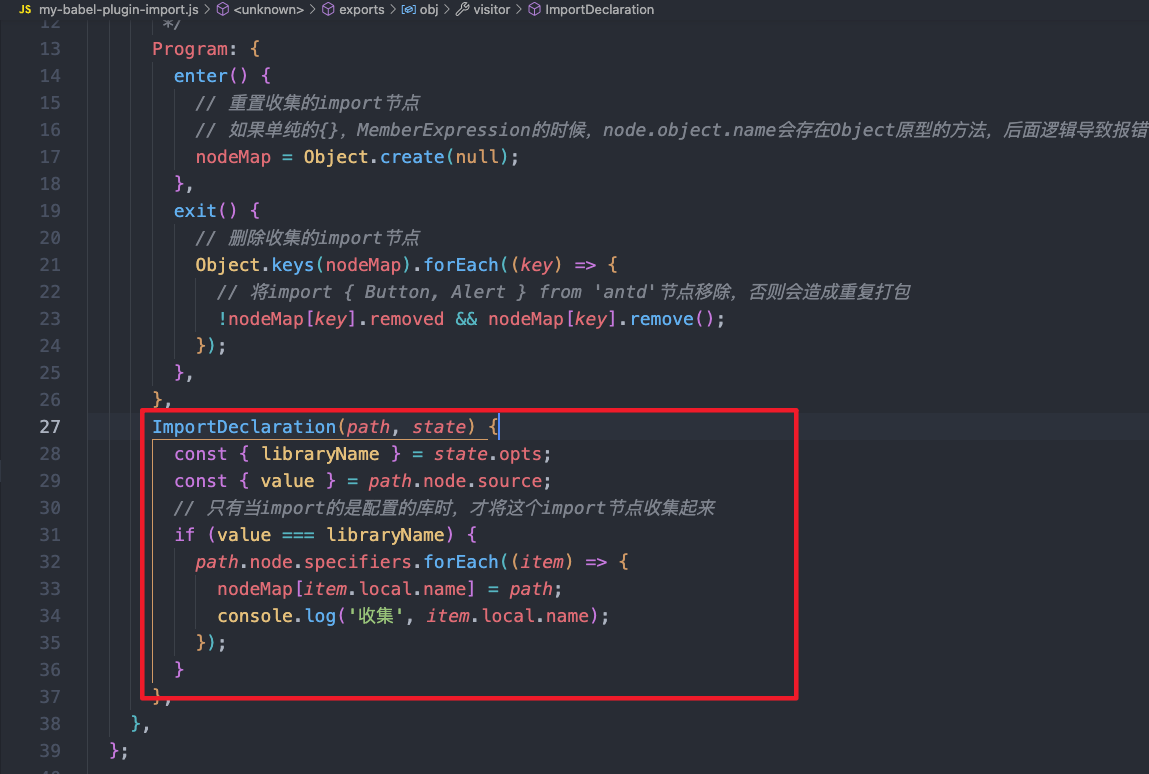 JS my-babel-plugin-import.js > <unknown> > exports > obj > visitor > ImportDeclaration
12 */
13 Program: {
14 enter() {
15 // 重置收集的import节点
16 // 如果单纯的{}，MemberExpression的时候，node.object.name会存在Object原型的方法，后面逻辑导致报错
17 nodeMap = Object.create(null);
18 },
19 exit() {
20 // 删除收集的import节点
21 Object.keys(nodeMap).forEach((key) => {
22 // 将import { Button, Alert } from 'antd'节点移除，否则会造成重复打包
23 !nodeMap[key].removed && nodeMap[key].remove();
24 });
25 },
26 },
27 ImportDeclaration(path, state) {
28 const { libraryName } = state.opts;
29 const { value } = path.node.source;
30 // 只有当import的是配置的库时，才将这个import节点收集起来
31 if (value === libraryName) {
32 path.node.specifiers.forEach((item) => {
33 nodeMap[item.local.name] = path;
34 console.log('收集', item.local.name);
35 });
36 }
37 },
38 },
39 };